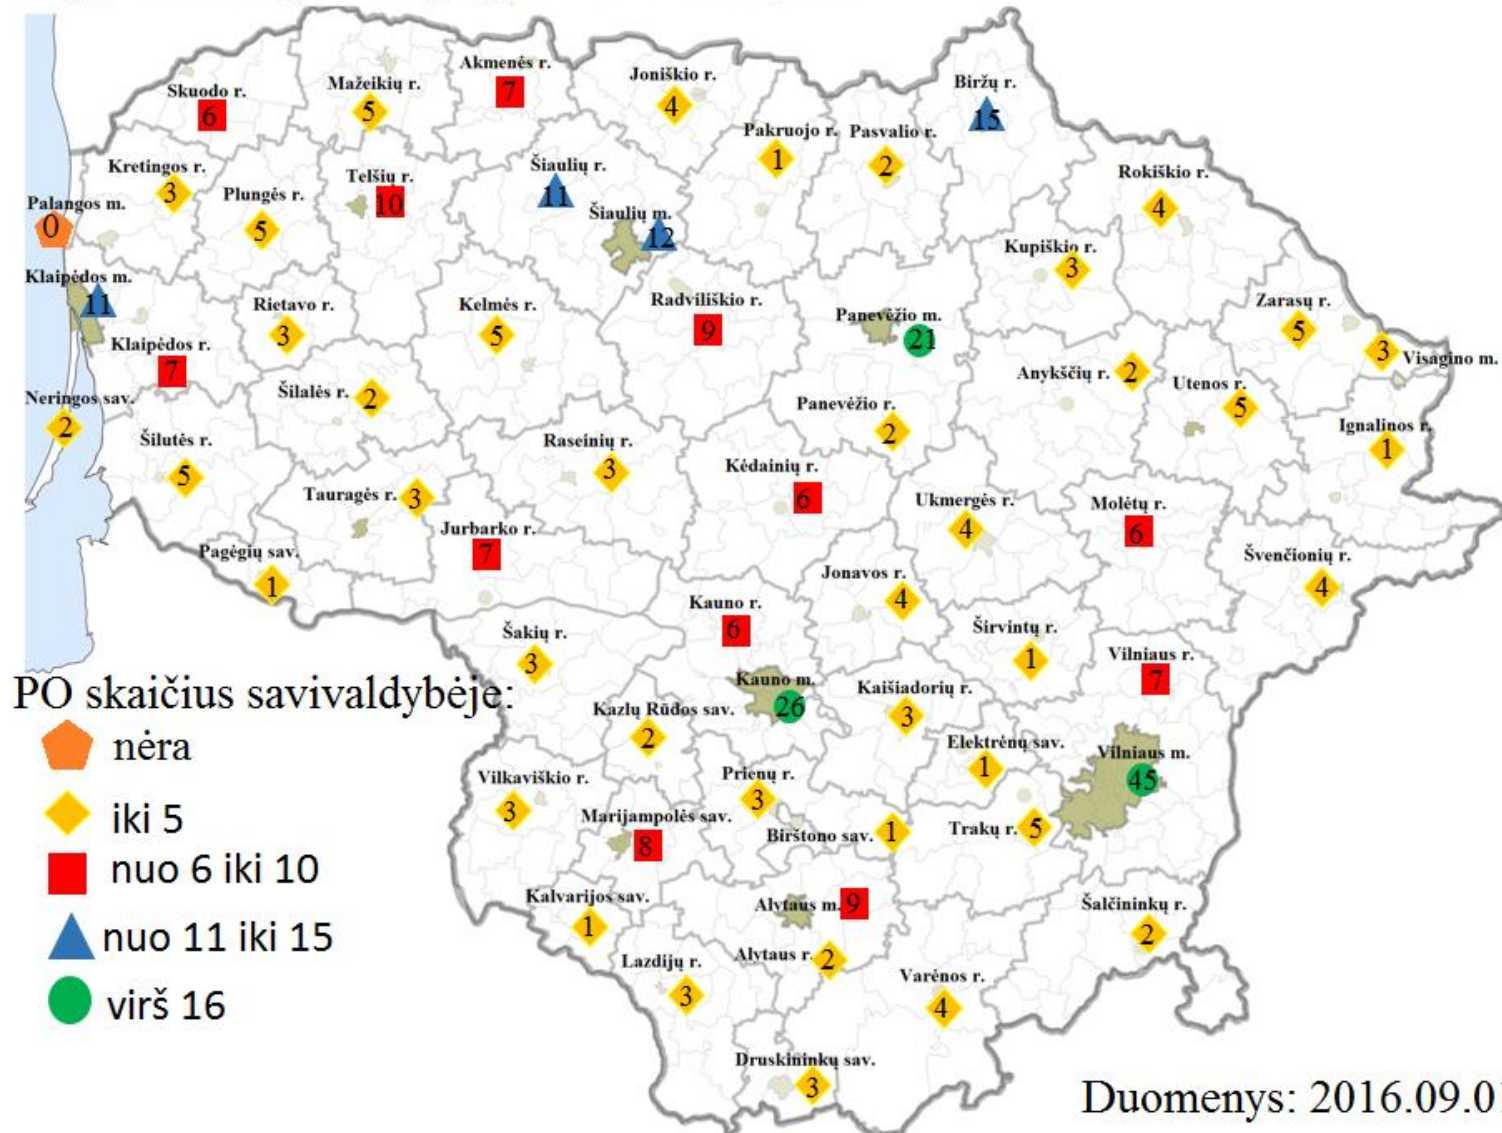 Akmenės r.
7
Joniškio r.
4
Mažeikių r.
5
Skuodo r.
6
Biržų r.
15
Pakruojo r.
1
Pasvalio r.
2
Kretingos r.
3
Plungės r.
5
Telšių r.
10
Šiaulių r.
11
Rokiškio r.
4
Palangos m.
0
Šiaulių m.
12
Kupiškio r.
3
Klaipėdos m.
11
Rietavo r.
3
Kelmės r.
5
Radviliškio r.
9
Panevėžio m.
21
Zarasų r.
5
3
Visagino m.
Klaipėdos r.
7
Šilalės r.
2
Anykščių r.
2
Utenos r.
5
Neringos sav.
2
Šilutės r.
5
Panevėžio r.
2
Ignalinos r.
1
Raseinių r.
3
Kėdainių r.
6
Tauragės r.
3
Ukmergės r.
4
Molėtų r.
6
Jurbarko r.
7
Pagėgių sav.
1
Švenčionių r.
4
Jonavos r.
4
Kauno r.
6
Šakių r.
3
Širvintų r.
1
Vilniaus r.
7
Kauno m.
26
Kaišiadorių r.
3
PO skaičius savivaldybėje:
nėra
iki 5
nuo 6 iki 10
nuo 11 iki 15
virš 16
Kazlų Rūdos sav.
2
Elektrėnų sav.
1
Vilniaus m.
45
Vilkaviškio r.
3
Prienų r.
3
Marijampolės sav.
8
Birštono sav.
1
Trakų r.
5
Kalvarijos sav.
1
Alytaus m.
9
Šalčininkų r.
2
Lazdijų r.
3
Alytaus r.
2
Varėnos r.
4
Druskininkų sav.
3
Duomenys: 2016.09.01